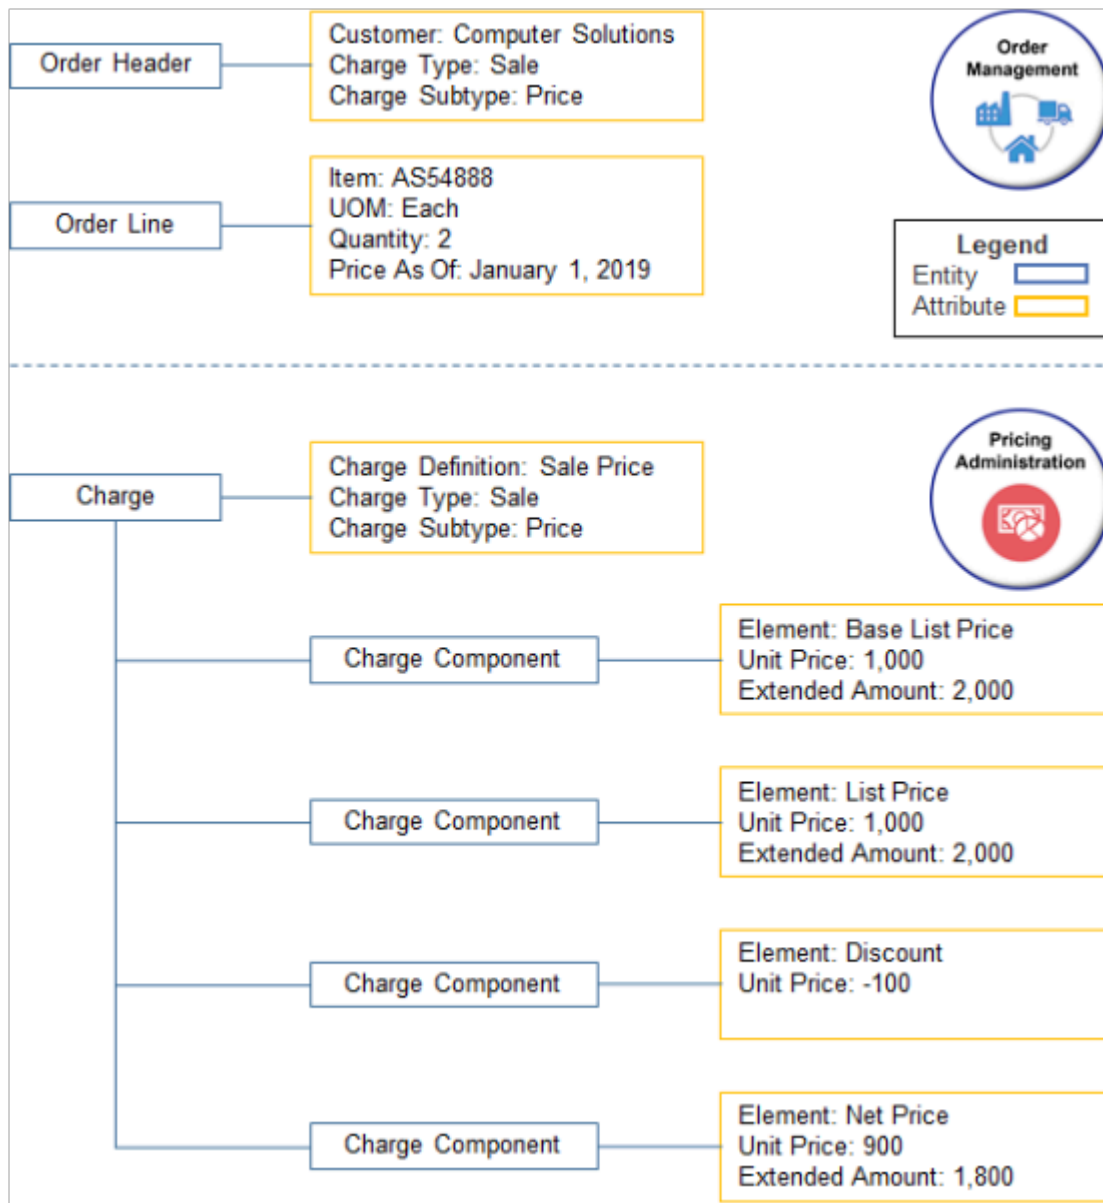 Order Header
Customer: Computer Solutions
Charge Type: Sale
Charge Subtype: Price
Order
Management
Order Line
Item: AS54888
UOM: Each
Quantity: 2
Price As Of: January 1, 2019
Legend
Entity
Attribute
Charge
Charge Definition: Sale Price
Charge Type: Sale
Charge Subtype: Price
Pricing
Administration
Charge Component
Element: Base List Price
Unit Price: 1,000
Extended Amount: 2,000
Charge Component
Element: List Price
Unit Price: 1,000
Extended Amount: 2,000
Charge Component
Element: Discount
Unit Price: -100
Charge Component
Element: Net Price
Unit Price: 900
Extended Amount: 1,800